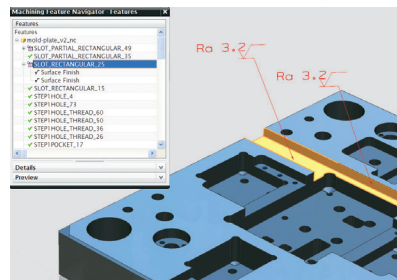 Machining Feature Navigator - Features
Features
Features
mold-plate_v2_nc
SLOT_PARTIAL_RECTANGULAR_49
SLOT_PARTIAL_RECTANGULAR_35
SLOT_RECTANGULAR_25
Surface Finish
Surface Finish
SLOT_RECTANGULAR_15
STEP1HOLE_4
STEP1HOLE_73
STEP1HOLE_THREAD_60
STEP1HOLE_THREAD_50
STEP1HOLE_THREAD_36
STEP1HOLE_THREAD_26
STEP1POCKET_17
Details
Preview
Ra 3.2
Ra 3.2